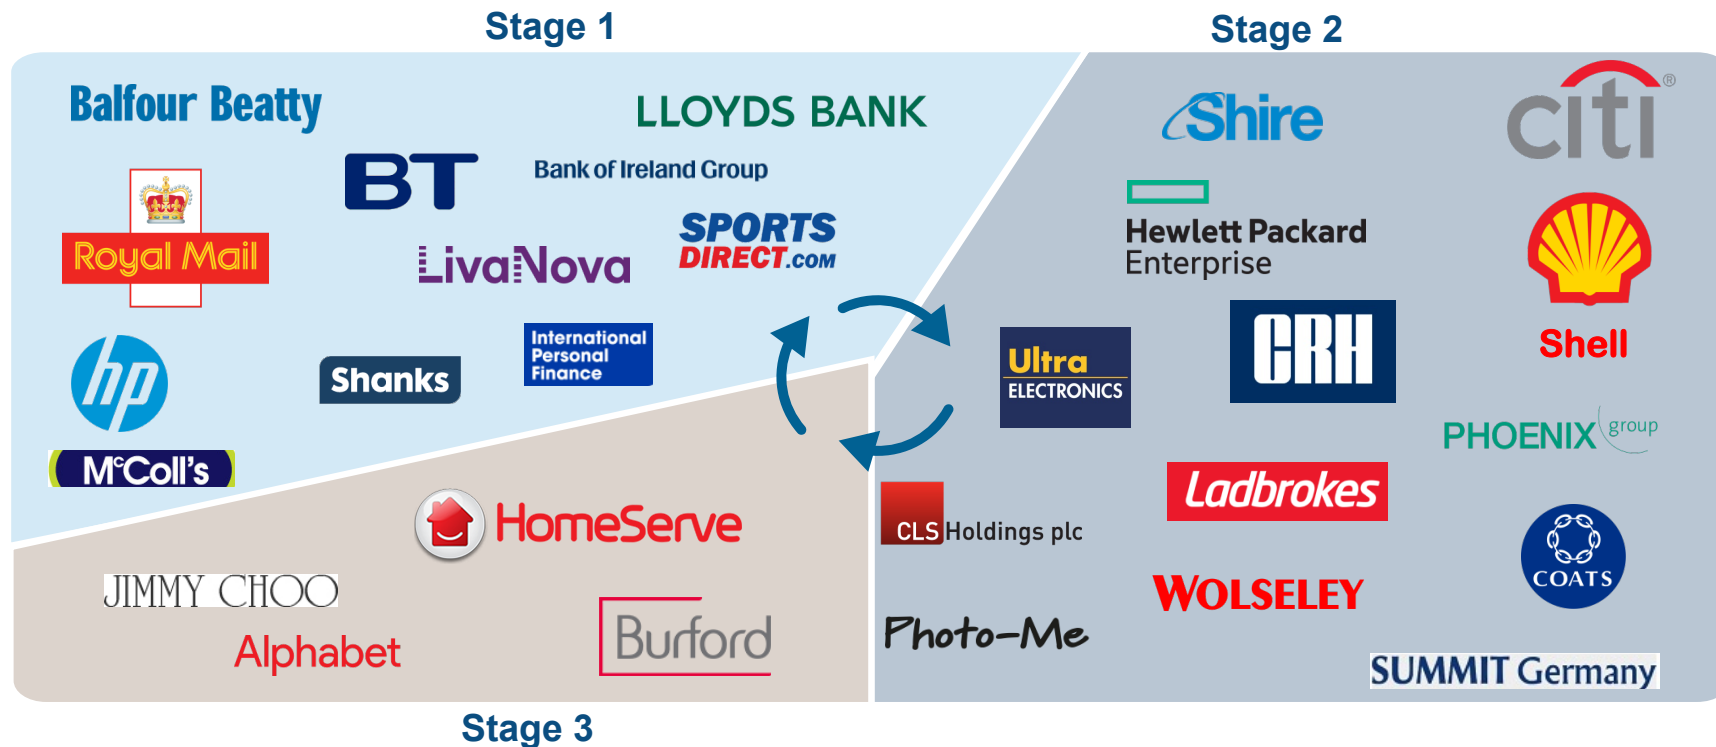 Stage 1
Balfour Beatty
LLOYDS BANK
BT
Bank of Ireland Group
Royal Mail
SPORTS
DIRECT.COM
LivaNova
hp
Shanks
International
Personal
Finance
McColl's
Stage 2
Shire
citi®
Hewlett Packard
Enterprise
Shell
Ultra
ELECTRONICS
CRH
PHOENIX group
Ladbrokes
CLS Holdings plc
COATS
WOLSELEY
Photo-Me
SUMMIT Germany
HomeServe
JIMMY CHOO
Alphabet
Burford
Stage 3